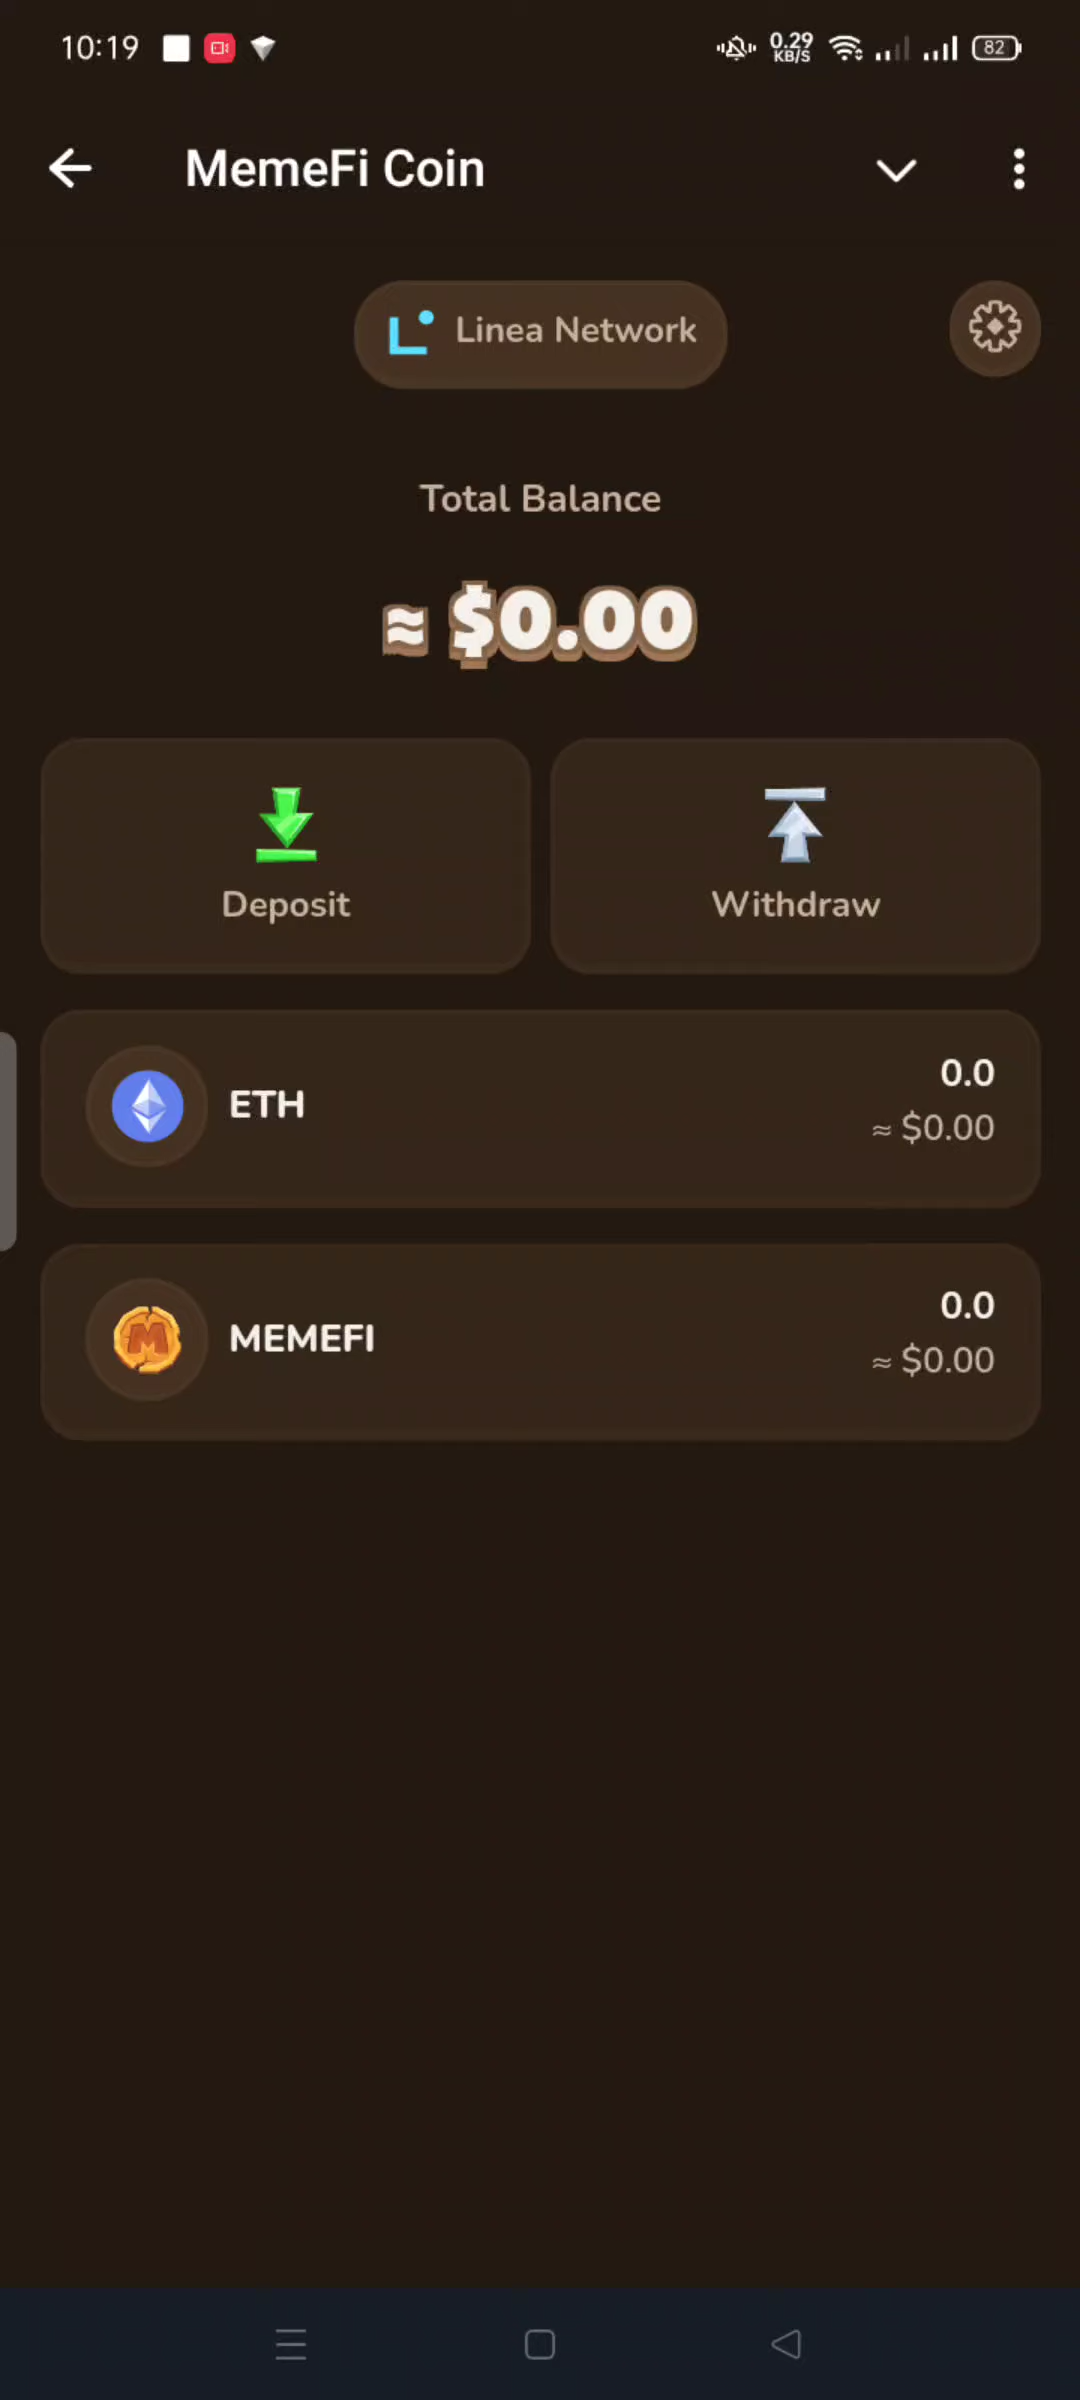 10:19
0.29
KB/S
82
MemeFi Coin
Linea Network
Total Balance
≈ $0.00
Deposit
Withdraw
ETH
0.0
≈ $0.00
MEMEFI
0.0
≈ $0.00